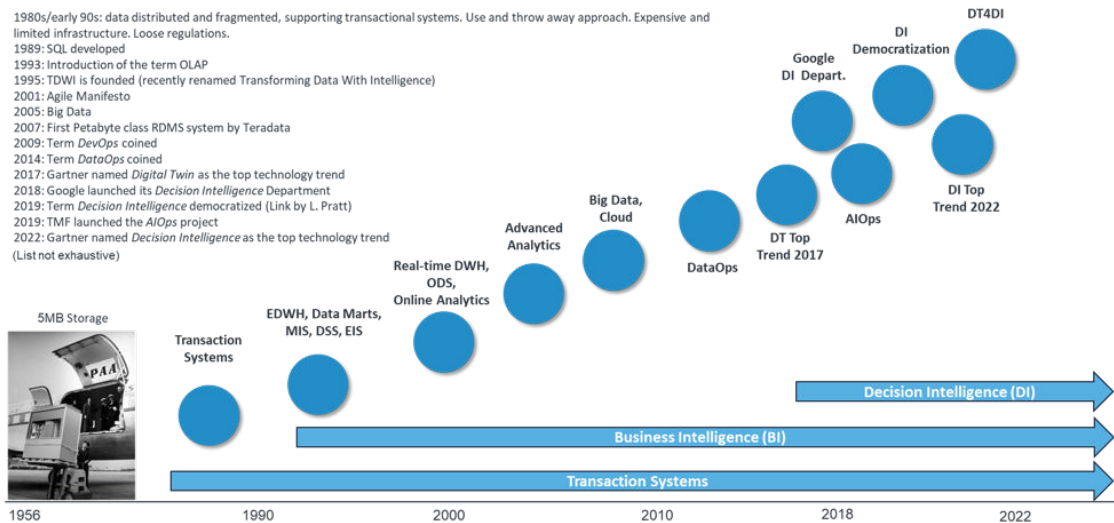 1980s/early 90s: data distributed and fragmented, supporting transactional systems. Use and throw away approach. Expensive and
limited infrastructure. Loose regulations.
1989: SQL developed
1993: Introduction of the term OLAP
1995: TDWI is founded (recently renamed Transforming Data With Intelligence)
2001: Agile Manifesto
2005: Big Data
2007: First Petabyte class RDMS system by Teradata
2009: Term DevOps coined
2014: Term DataOps coined
2017: Gartner named Digital Twin as the top technology trend
2018: Google launched its Decision Intelligence Department
2019: Term Decision Intelligence democratized (Link by L. Pratt)
2019: TMF launched the AIOps project
2022: Gartner named Decision Intelligence as the top technology trend
(List not exhaustive)
5MB Storage
PAA
Transaction
Systems
EDWH, Data Marts,
MIS, DSS, EIS
Real-time DWH,
ODS,
Online Analytics
Advanced
Analytics
Big Data,
Cloud
DataOps
DT Top
Trend 2017
Google
DI Depart.
AIOps
DI
Democratization
DI Top
Trend 2022
DT4DI
Decision Intelligence (DI)
Business Intelligence (BI)
Transaction Systems
1956
1990
2000
2010
2018
2022